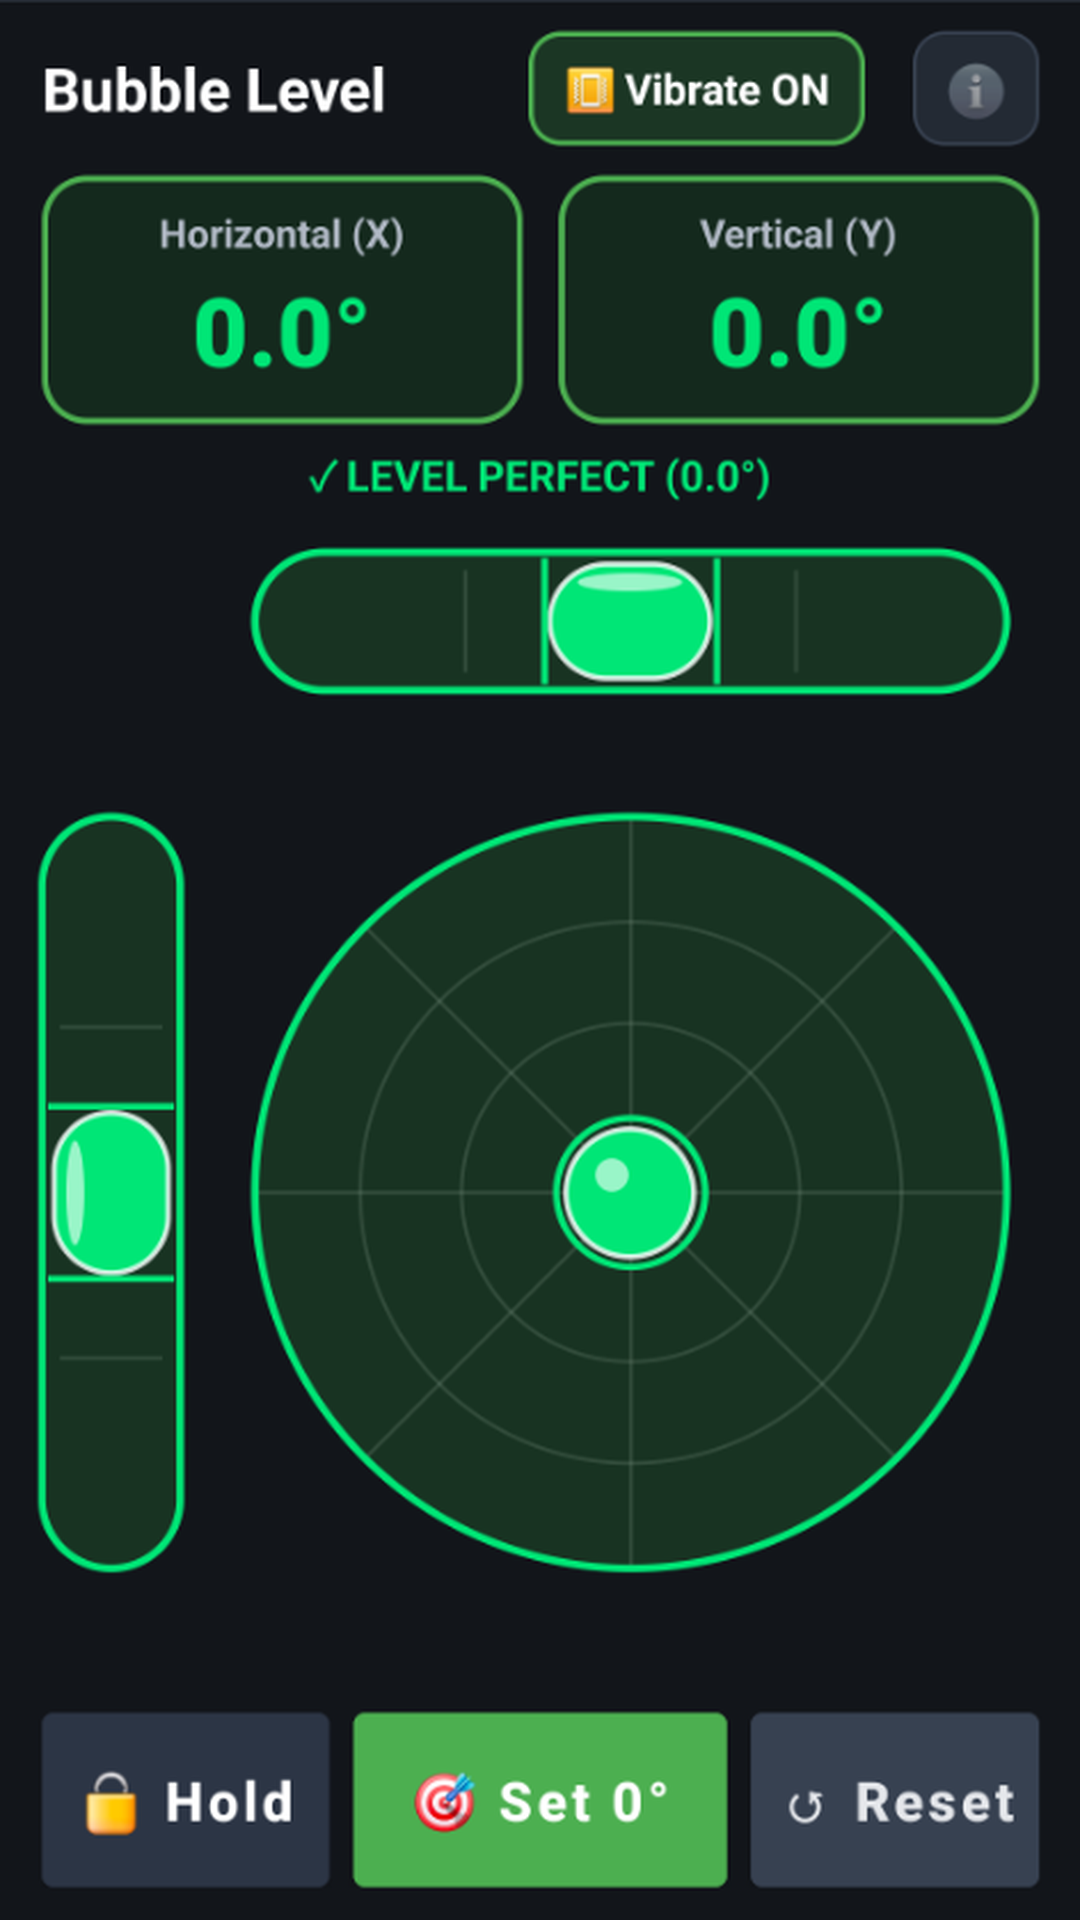 Bubble Level
Vibrate ON
Horizontal (X)
0.0°
Vertical (Y)
0.0°
✓ LEVEL PERFECT (0.0°)
Hold
Set 0°
↺ Reset